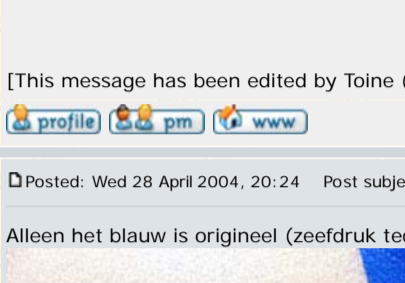 [This message has been edited by Toine (
profile pm www
Posted: Wed 28 April 2004, 20:24 Post subje
Alleen het blauw is origineel (zeefdruk te